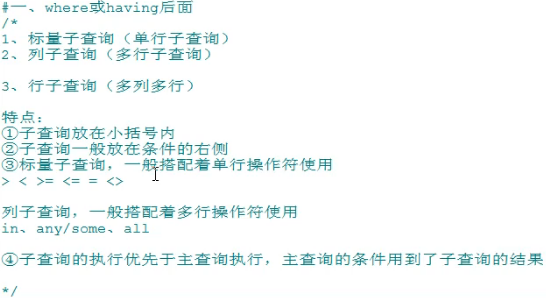 #一、where或having后面
/*
1、标量子查询（单行子查询）
2、列子查询（多行子查询）
3、行子查询（多列多行）
特点：
①子查询放在小括号内
②子查询一般放在条件的右侧
③标量子查询，一般搭配着单行操作符使用
> < >= <= = <>
列子查询，一般搭配着多行操作符使用
in、any/some、all
④子查询的执行优先于主查询执行，主查询的条件用到了子查询的结果
*/